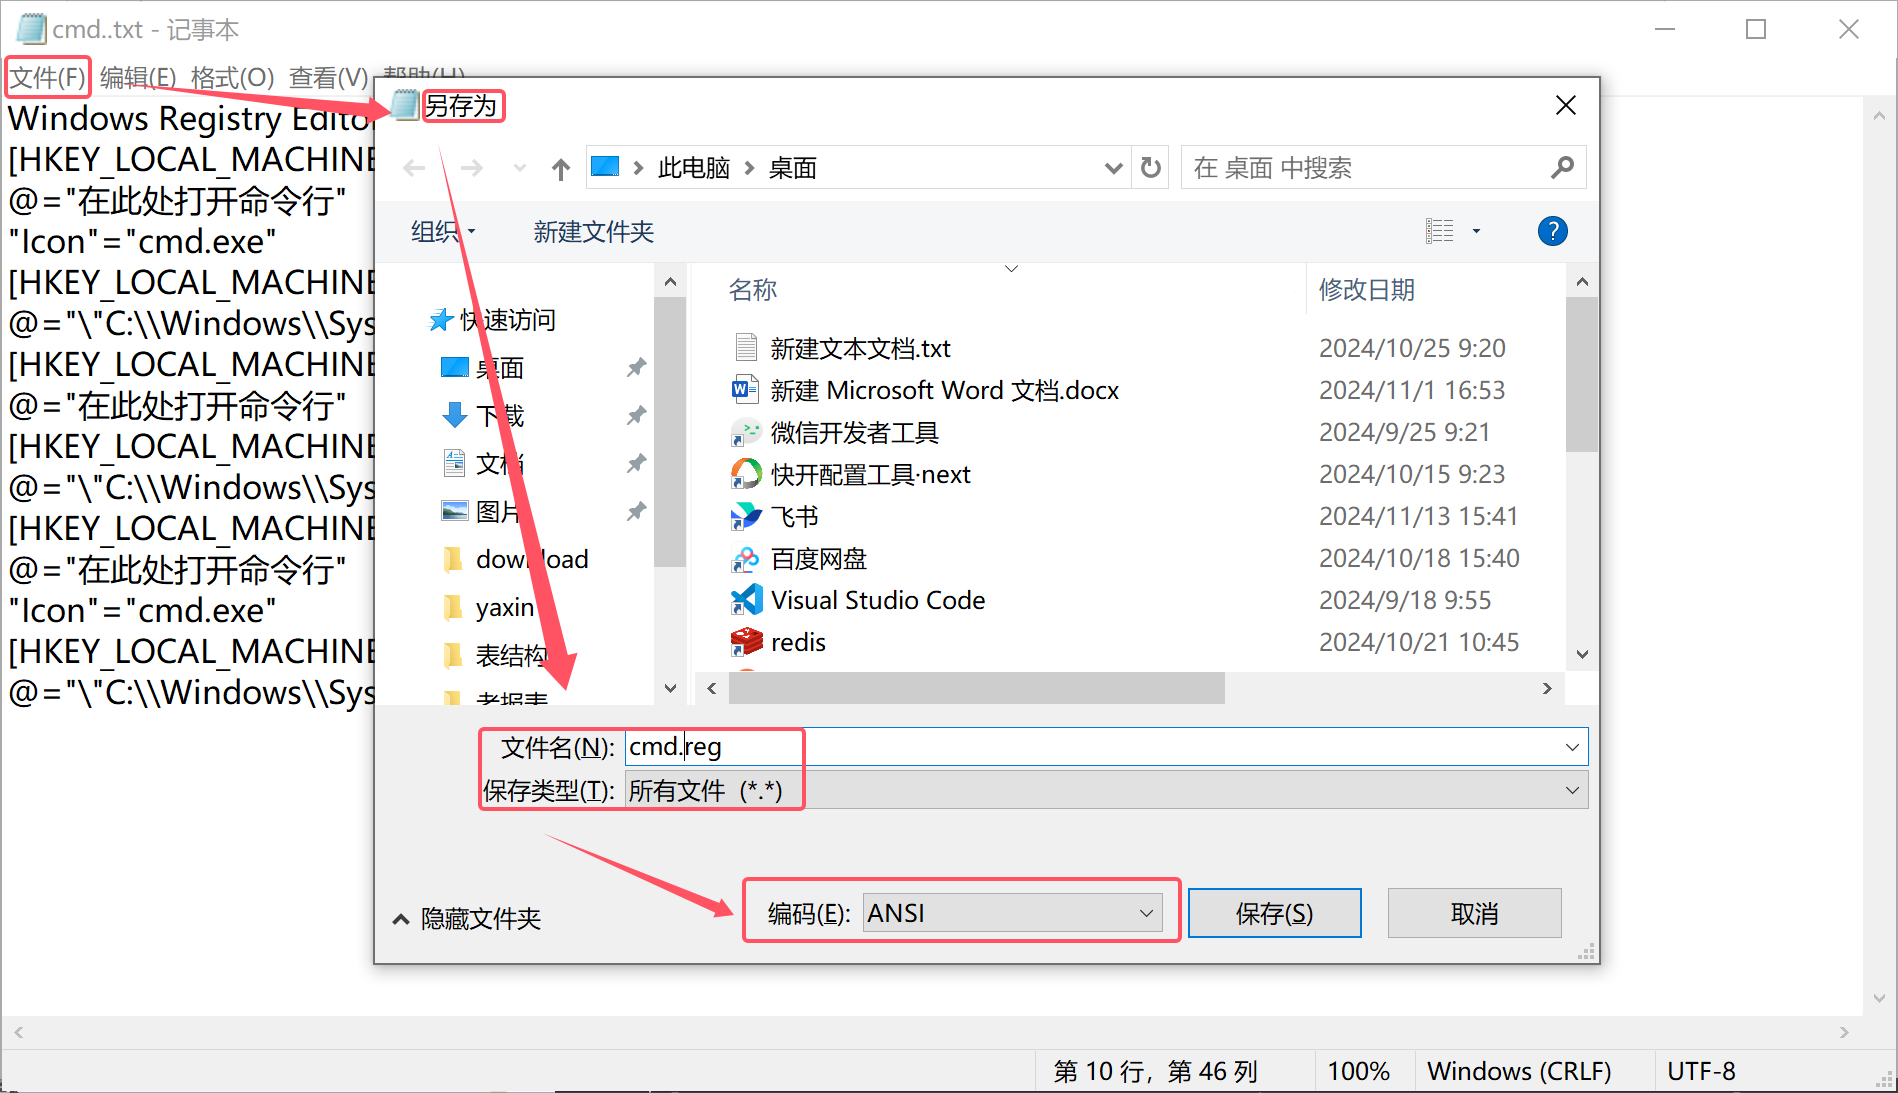 cmd..txt - 记事本
文件(F) 编辑(E) 格式(O) 查看(V) 帮助(H)
Windows Registry Editor
[HKEY_LOCAL_MACHINE
@="在此处打开命令行"
"Icon"="cmd.exe"
[HKEY_LOCAL_MACHINE
@="\"C:\\Windows\\Sys
[HKEY_LOCAL_MACHINE
@="在此处打开命令行"
[HKEY_LOCAL_MACHINE
@="\"C:\\Windows\\Sys
[HKEY_LOCAL_MACHINE
@="在此处打开命令行"
"Icon"="cmd.exe"
[HKEY_LOCAL_MACHINE
@="\"C:\\Windows\\Sys
另存为
此电脑 > 桌面
在 桌面 中搜索
组织 新建文件夹
快速访问
桌面
下载
文档
图片
download
yaxin
表结构
老报表
名称 修改日期
新建文本文档.txt 2024/10/25 9:20
新建 Microsoft Word 文档.docx 2024/11/1 16:53
微信开发者工具 2024/9/25 9:21
快开配置工具·next 2024/10/15 9:23
飞书 2024/11/13 15:41
百度网盘 2024/10/18 15:40
Visual Studio Code 2024/9/18 9:55
redis 2024/10/21 10:45
文件名(N): cmd.reg
保存类型(T): 所有文件 (*.*)
隐藏文件夹
编码(E): ANSI
保存(S)
取消
第 10 行，第 46 列 100% Windows (CRLF) UTF-8